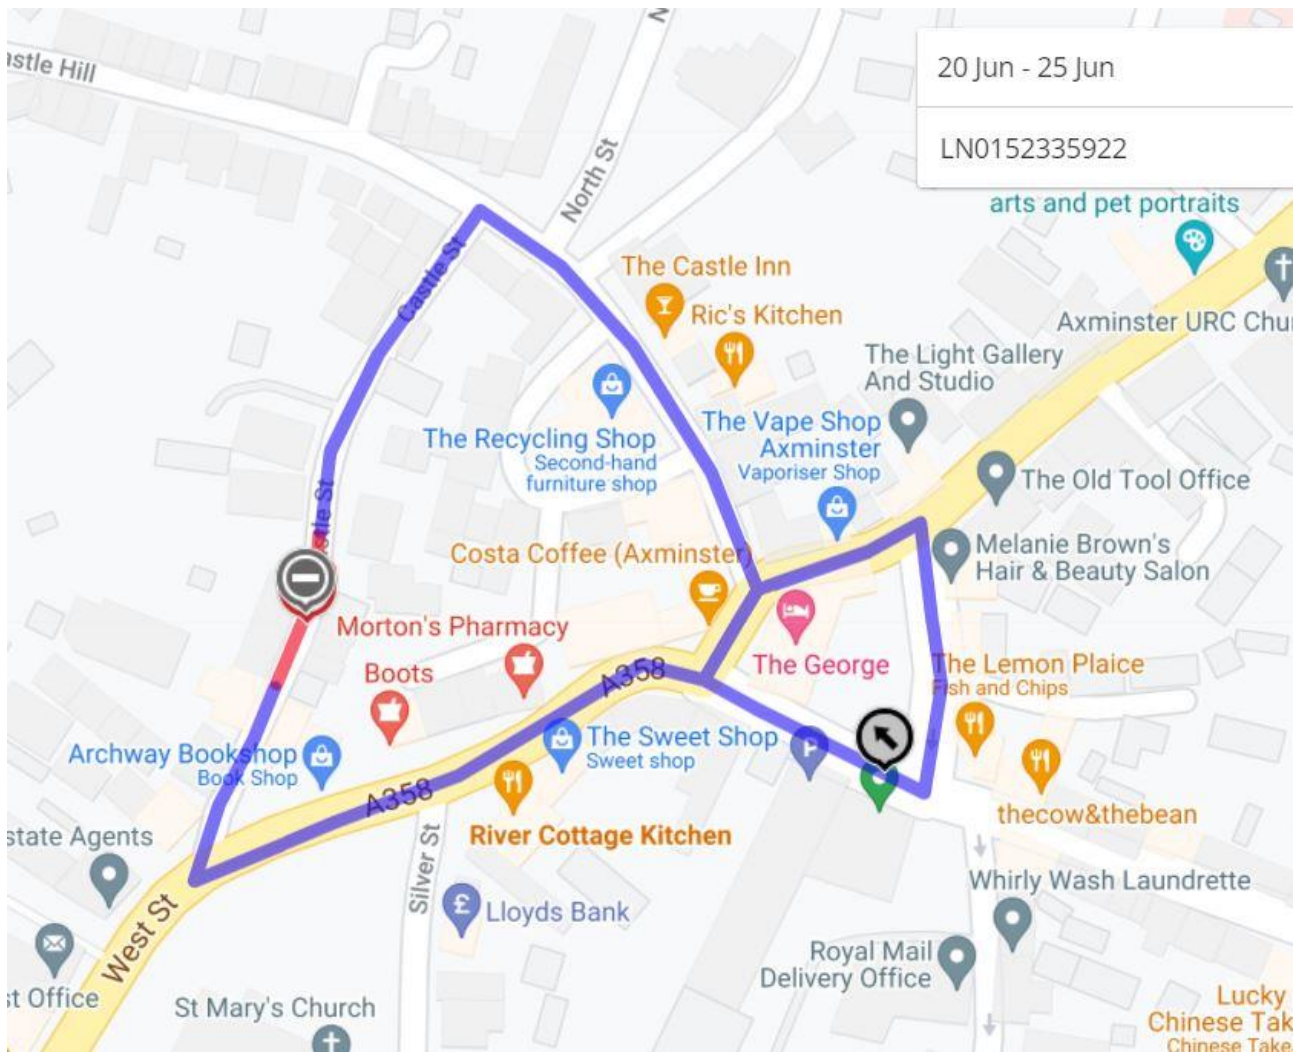 astle Hill
N
20 Jun - 25 Jun
LN0152335922
North St
arts and pet portraits
Castle St
The Castle Inn
Ric's Kitchen
Axminster URC Chur
The Light Gallery
And Studio
The Recycling Shop
Second-hand
furniture shop
The Vape Shop
Axminster
Vaporiser Shop
The Old Tool Office
stle St
Costa Coffee (Axminster)
Melanie Brown's
Hair & Beauty Salon
Morton's Pharmacy
Boots
A358
The George
The Lemon Plaice
Fish and Chips
Archway Bookshop
Book Shop
The Sweet Shop
Sweet shop
P
A358
thecow&thebean
state Agents
River Cottage Kitchen
Silver St
£
Lloyds Bank
Whirly Wash Laundrette
West St
Royal Mail
Delivery Office
st Office
St Mary's Church
Lucky
Chinese Tak
Chinese Take